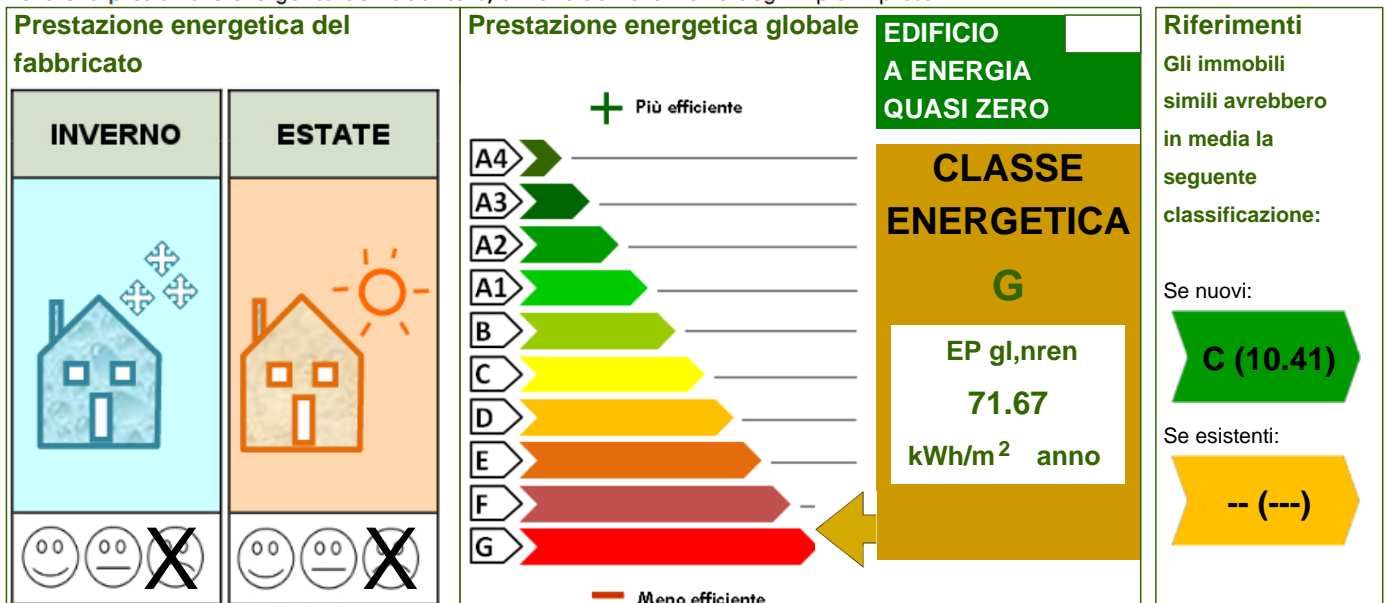 Prestazione energetica del
fabbricato
INVERNO
ESTATE
Prestazione energetica globale
Più efficiente
A4
A3
A2
A1
B
C
D
E
F
G
Meno efficiente
EDIFICIO
A ENERGIA
QUASI ZERO
CLASSE
ENERGETICA
G
EP gl,nren
71.67
kWh/m² anno
Riferimenti
Gli immobili
simili avrebbero
in media la
seguente
classificazione:
Se nuovi:
C (10.41)
Se esistenti:
-- (---)